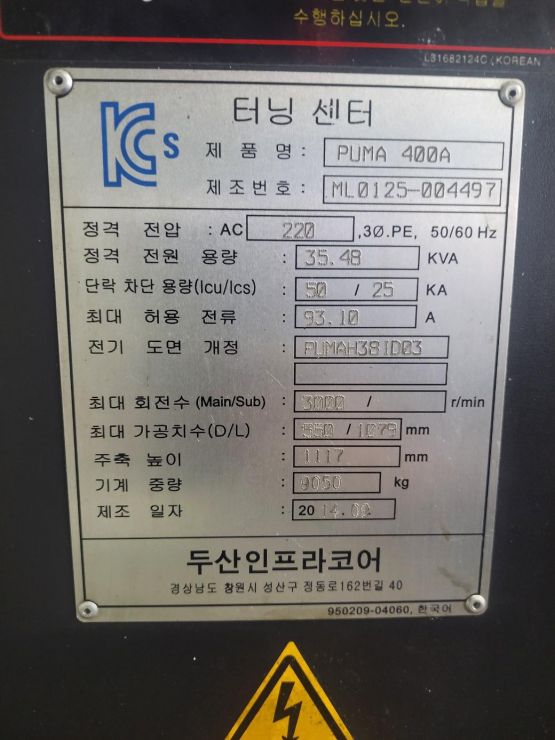 수행하십시오.
L31682124C, KOREAN
KCs
터닝 센터
제 품 명 : PUMA 400A
제조번호 : ML0125-004497
정격 전압 : AC 220 ,3Ø.PE, 50/60 Hz
정격 전원 용량 : 35.48 KVA
단락 차단 용량(Icu/Ics) : 50 / 25 KA
최대 허용 전류 : 93.10 A
전기 도면 개정 : PUMAH38ID03
최대 회전수 (Main/Sub) : 3000 / r/min
최대 가공치수(D/L) : 550 / 1079 mm
주축 높이 : 1117 mm
기계 중량 : 9050 kg
제조 일자 : 2014.09
두산인프라코어
경상남도 창원시 성산구 정동로162번길 40
950209-04060, 한국어